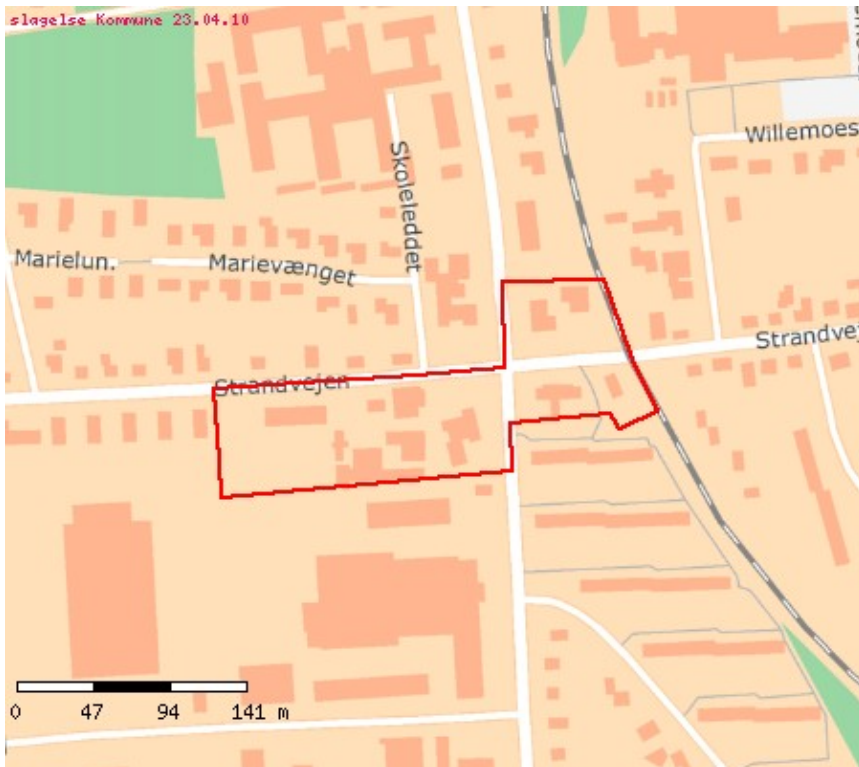 slagelse Kommune 23.04.10
Willemoes
Skoleleddet
Marielun.
Marievænget
Strandvej
Strandvejen
0 47 94 141 m